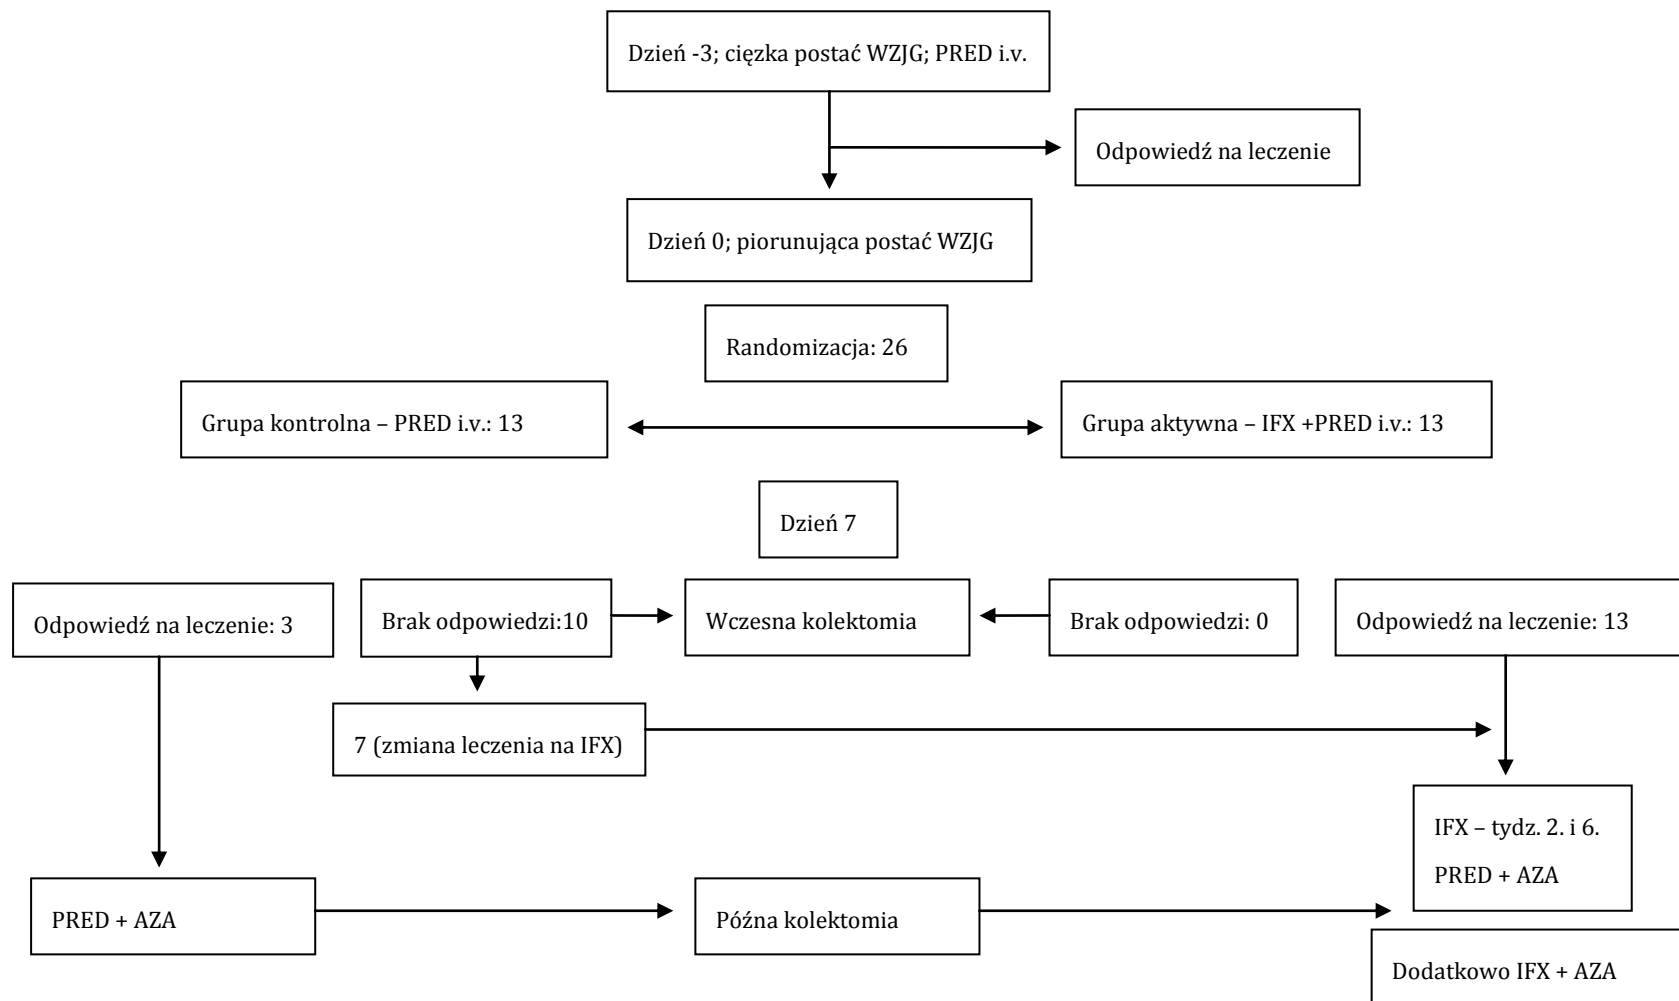 Dzień -3; cięzka postać WZJG; PRED i.v.
Odpowiedź na leczenie
Dzień 0; piorunująca postać WZJG
Randomizacja: 26
Grupa kontrolna – PRED i.v.: 13
Grupa aktywna – IFX +PRED i.v.: 13
Dzień 7
Odpowiedź na leczenie: 3
Brak odpowiedzi:10
Wczesna kolektomia
Brak odpowiedzi: 0
Odpowiedź na leczenie: 13
7 (zmiana leczenia na IFX)
IFX – tydz. 2. i 6.
PRED + AZA
PRED + AZA
Późna kolektomia
Dodatkowo IFX + AZA